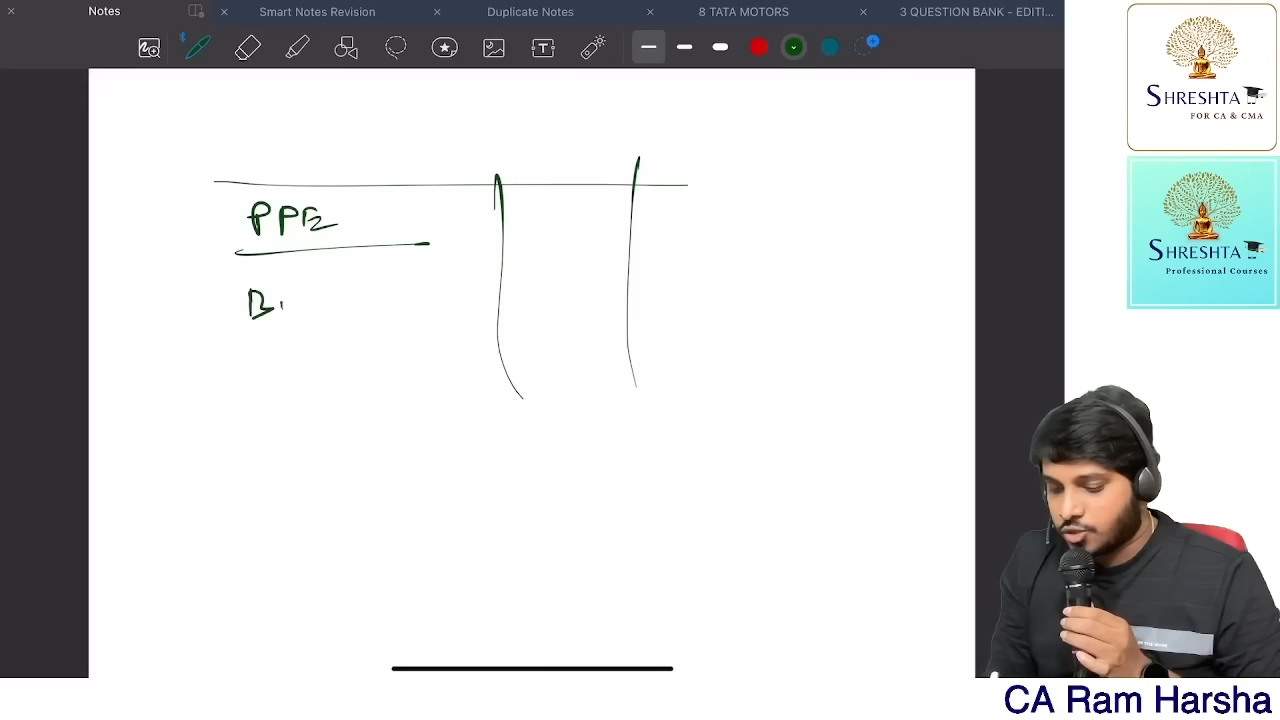 Notes
Smart Notes Revision
Duplicate Notes
8 TATA MOTORS
3 QUESTION BANK - EDITI...
SHRESHTA
FOR CA & CMA
PPE
B
SHRESHTA
Professional Courses
CA Ram Harsha